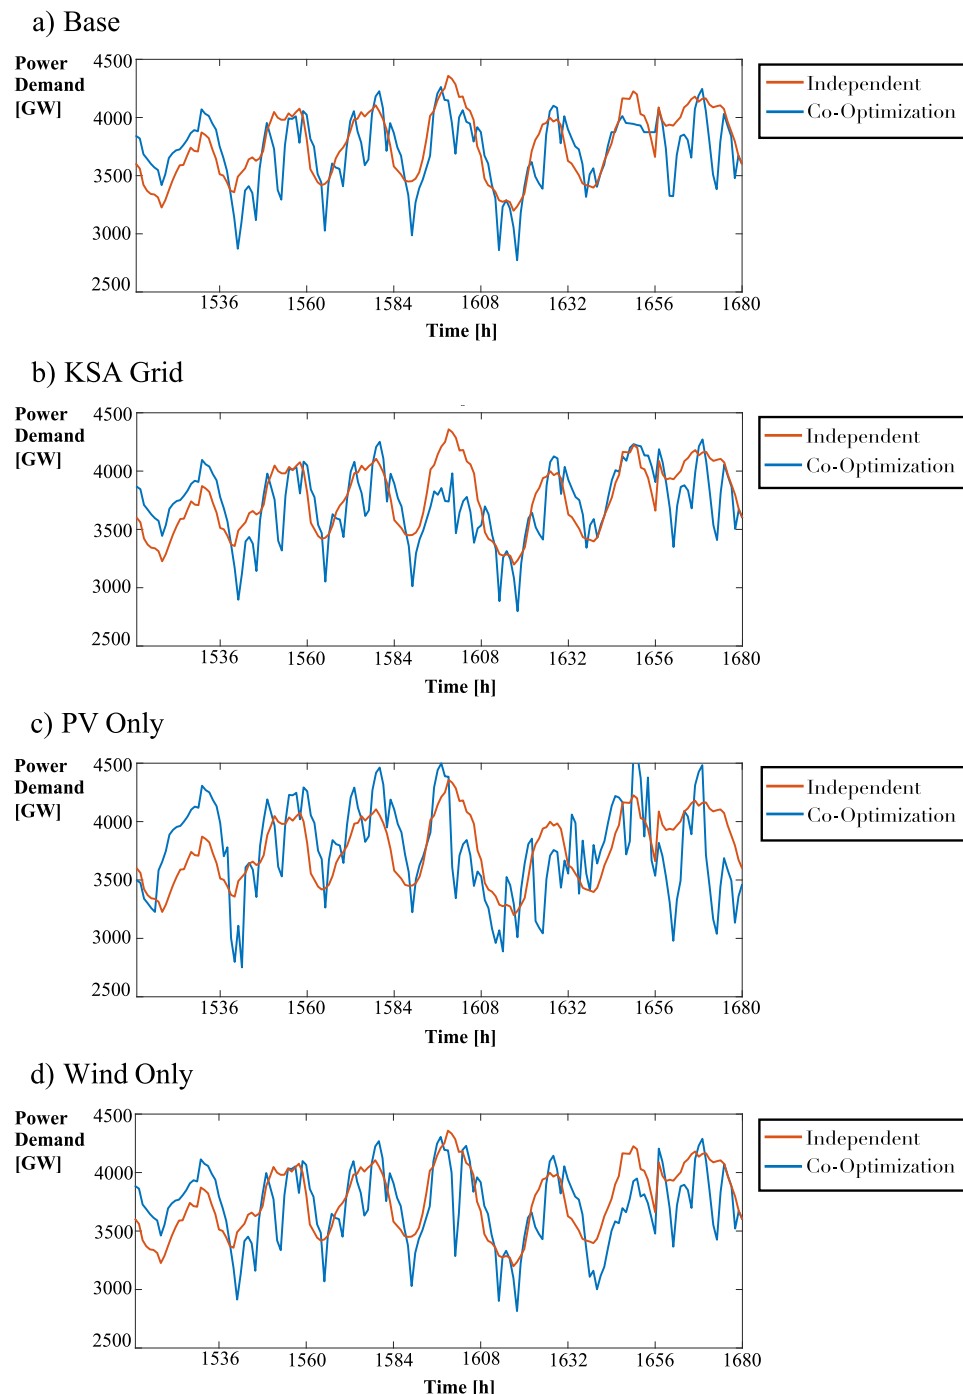 a) Base
Power
Demand
[GW]
4500
4000
3500
3000
2500
1536 1560 1584 1608 1632 1656 1680
Time [h]
Independent
Co-Optimization
b) KSA Grid
Power
Demand
[GW]
4500
4000
3500
3000
2500
1536 1560 1584 1608 1632 1656 1680
Time [h]
Independent
Co-Optimization
c) PV Only
Power
Demand
[GW]
4500
4000
3500
3000
2500
1536 1560 1584 1608 1632 1656 1680
Time [h]
Independent
Co-Optimization
d) Wind Only
Power
Demand
[GW]
4500
4000
3500
3000
2500
1536 1560 1584 1608 1632 1656 1680
Time [h]
Independent
Co-Optimization